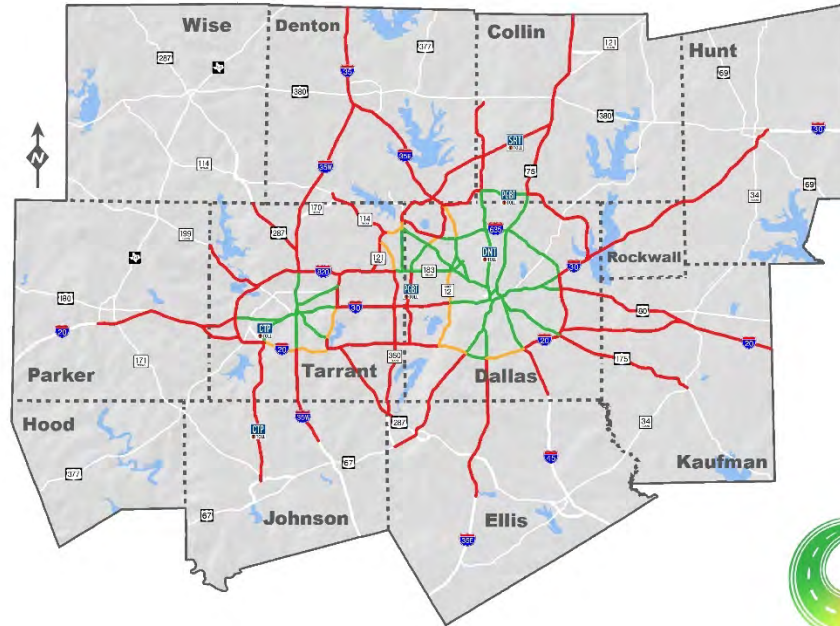 Wise
Denton
Collin
Hunt
377
121
287
69
35
380
380
30
SRT
35E
35W
75
114
34
69
PGBT
170
114
199
287
635
DNT
Rockwall
121
183
820
30
180
PGBT
12
30
80
20
CTP
20
360
20
20
175
171
Parker
Tarrant
Dallas
Hood
35W
287
CTP
34
67
45
377
Kaufman
67
Johnson
Ellis
35E
N